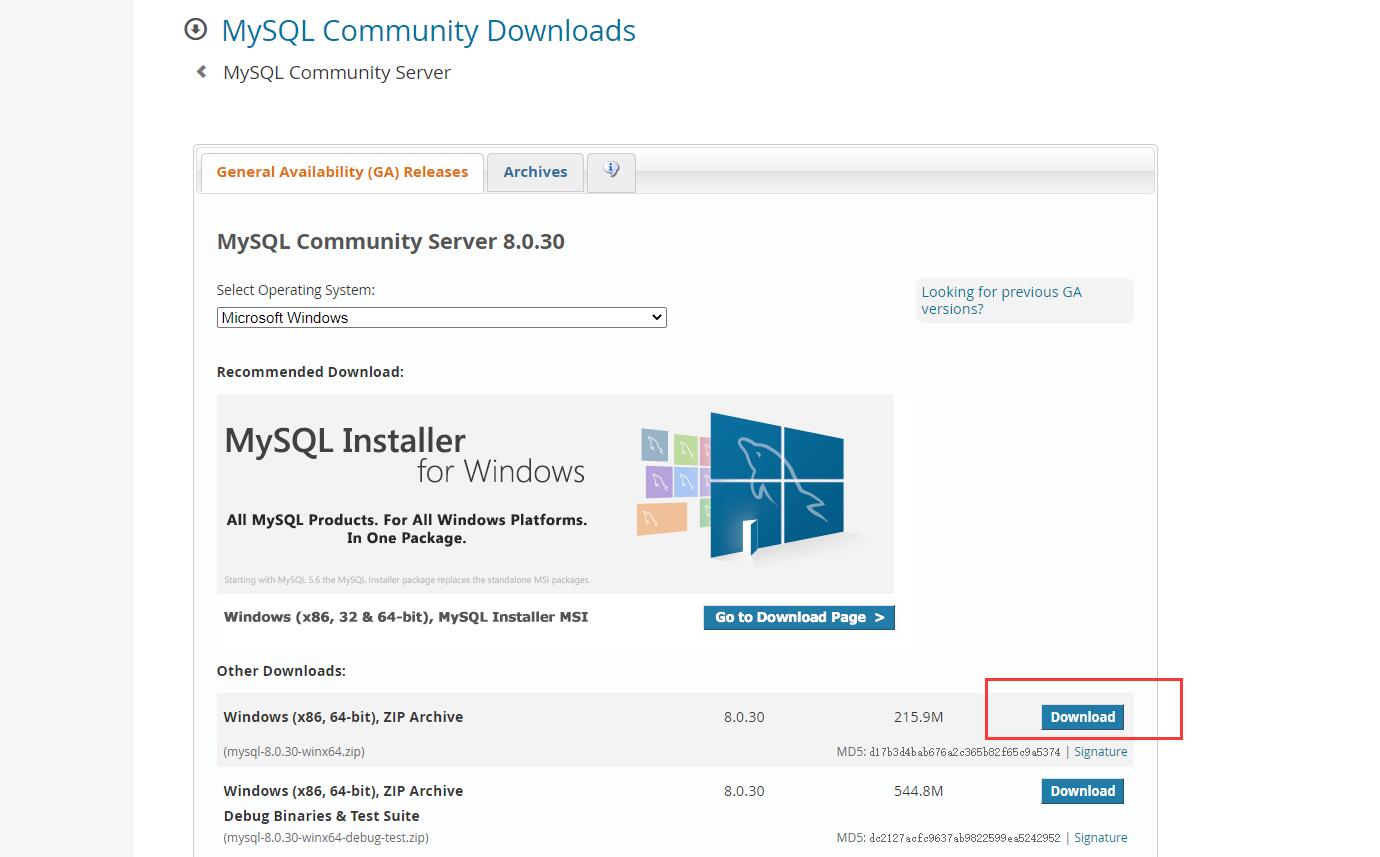 MySQL Community Downloads
MySQL Community Server
General Availability (GA) Releases
Archives
MySQL Community Server 8.0.30
Select Operating System:
Looking for previous GA
versions?
Microsoft Windows
Recommended Download:
MySQL Installer
for Windows
All MySQL Products. For All Windows Platforms.
In One Package.
Starting with MySQL 5.6 the MySQL Installer package replaces the standalone MSI packages.
Windows (x86, 32 & 64-bit), MySQL Installer MSI
Go to Download Page >
Other Downloads:
Windows (x86, 64-bit), ZIP Archive 8.0.30 215.9M Download
(mysql-8.0.30-winx64.zip) MD5: d17b3d4bab676a2c365b82f65c9a5374 | Signature
Windows (x86, 64-bit), ZIP Archive 8.0.30 544.8M Download
Debug Binaries & Test Suite
(mysql-8.0.30-winx64-debug-test.zip) MD5: dc2127acfc9637ab9822599ea5242952 | Signature